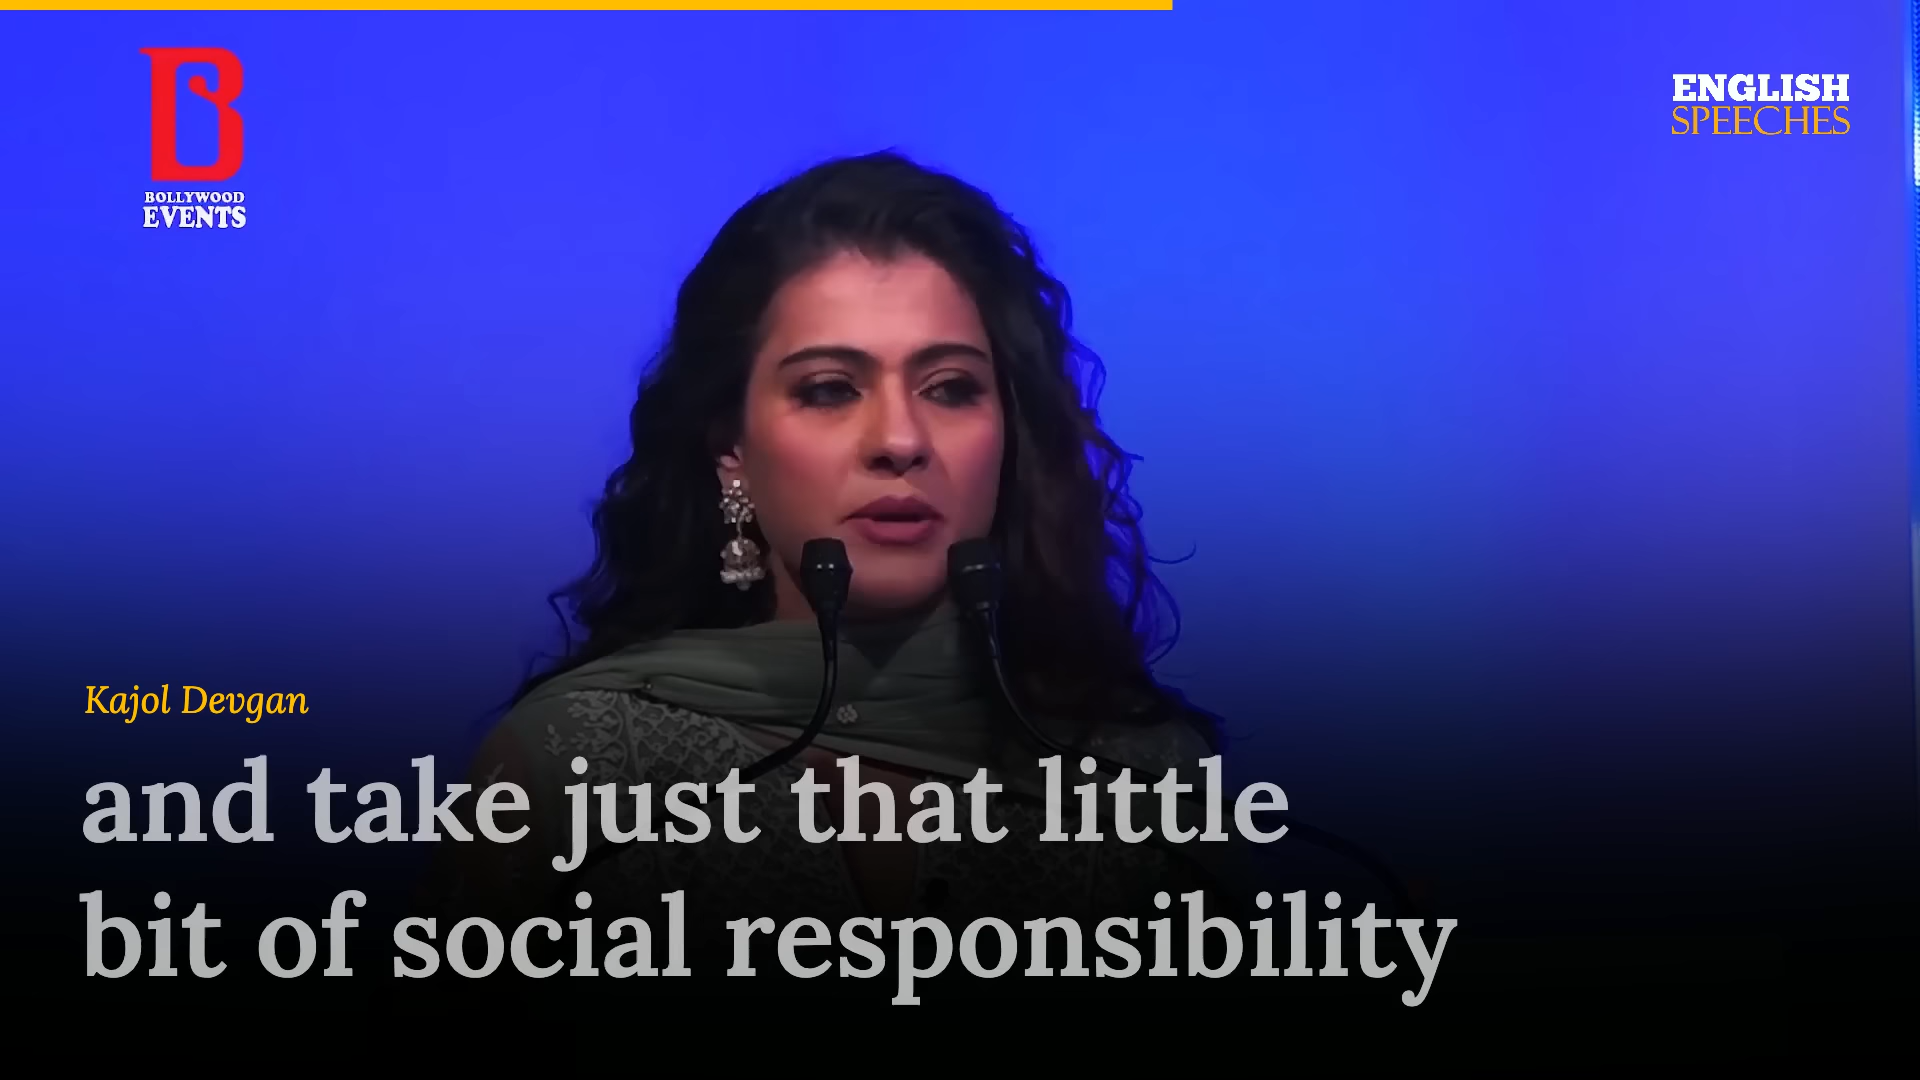 BOLLYWOOD
EVENTS
ENGLISH
SPEECHES
Kajol Devgan
and take just that little
bit of social responsibility